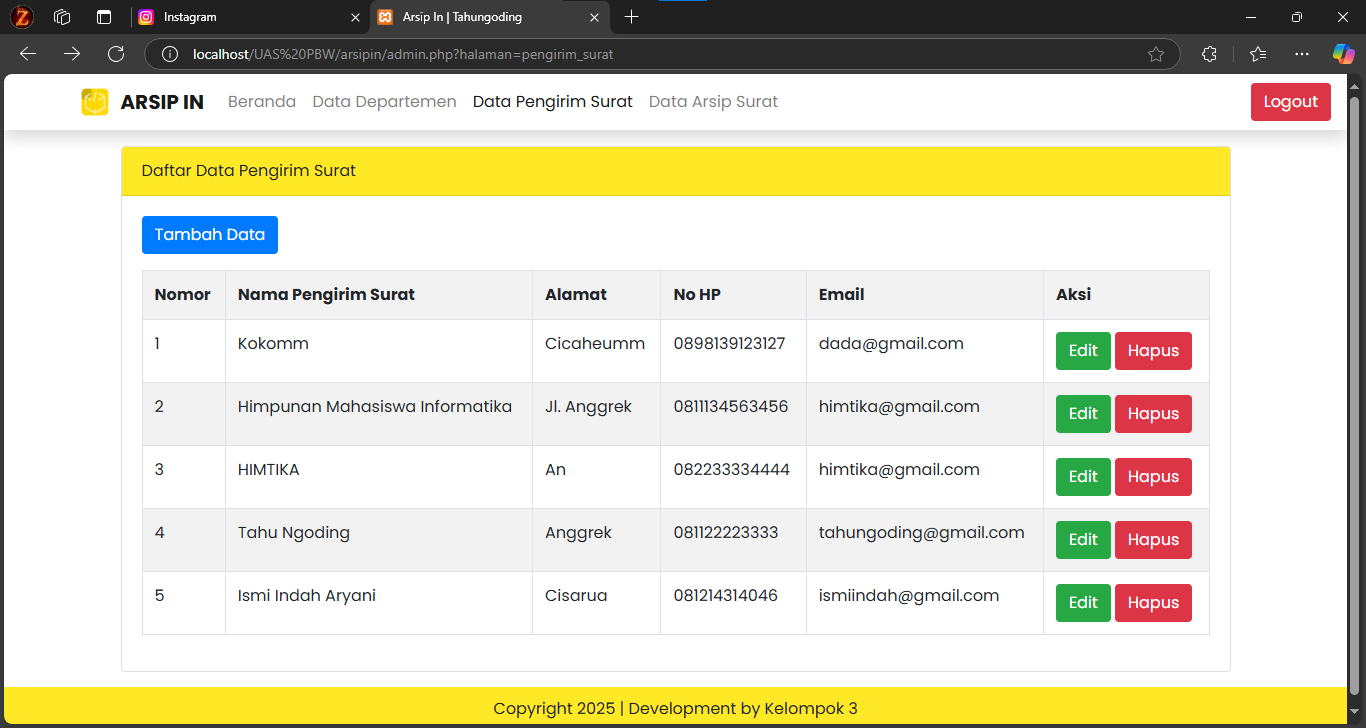 Instagram
Arsip In | Tahungoding
localhost/UAS%20PBW/arsipin/admin.php?halaman=pengirim_surat
ARSIP IN Beranda Data Departemen Data Pengirim Surat Data Arsip Surat Logout
Daftar Data Pengirim Surat
Tambah Data
Nomor Nama Pengirim Surat Alamat No HP Email Aksi
1 Kokomm Cicaheumm 0898139123127 dada@gmail.com Edit Hapus
2 Himpunan Mahasiswa Informatika Jl. Anggrek 0811134563456 himtika@gmail.com Edit Hapus
3 HIMTIKA An 082233334444 himtika@gmail.com Edit Hapus
4 Tahu Ngoding Anggrek 081122223333 tahungoding@gmail.com Edit Hapus
5 Ismi Indah Aryani Cisarua 081214314046 ismiindah@gmail.com Edit Hapus
Copyright 2025 | Development by Kelompok 3